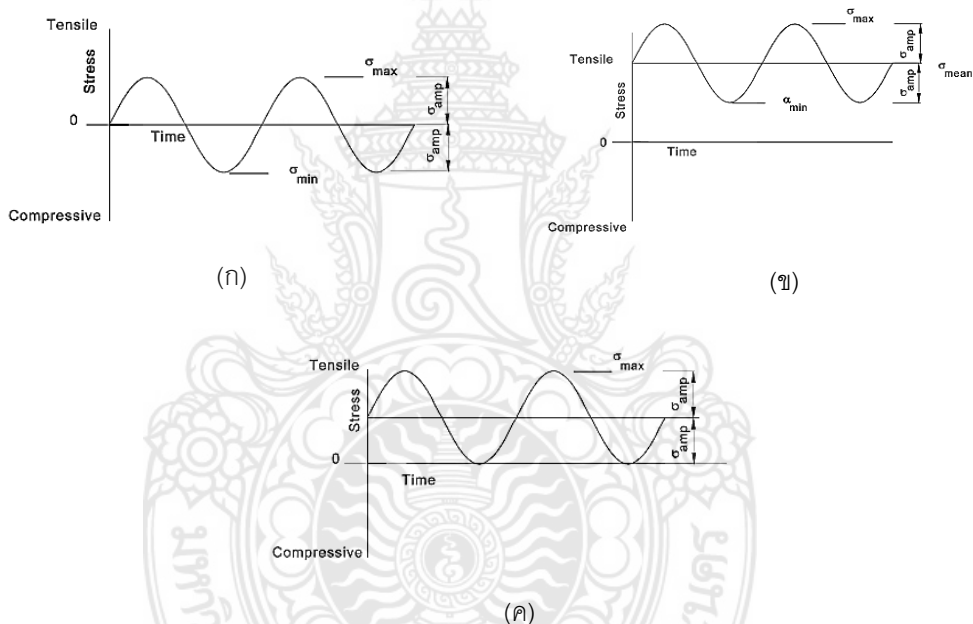 Tensile
Stress
0
Time
Compressive
σmax
σamp
σamp
σmin
(ก)
Tensile
Stress
0
Time
Compressive
σmax
σamp
σamp
σmean
αmin
(ข)
Tensile
Stress
0
Time
Compressive
σmax
σamp
σamp
(ค)